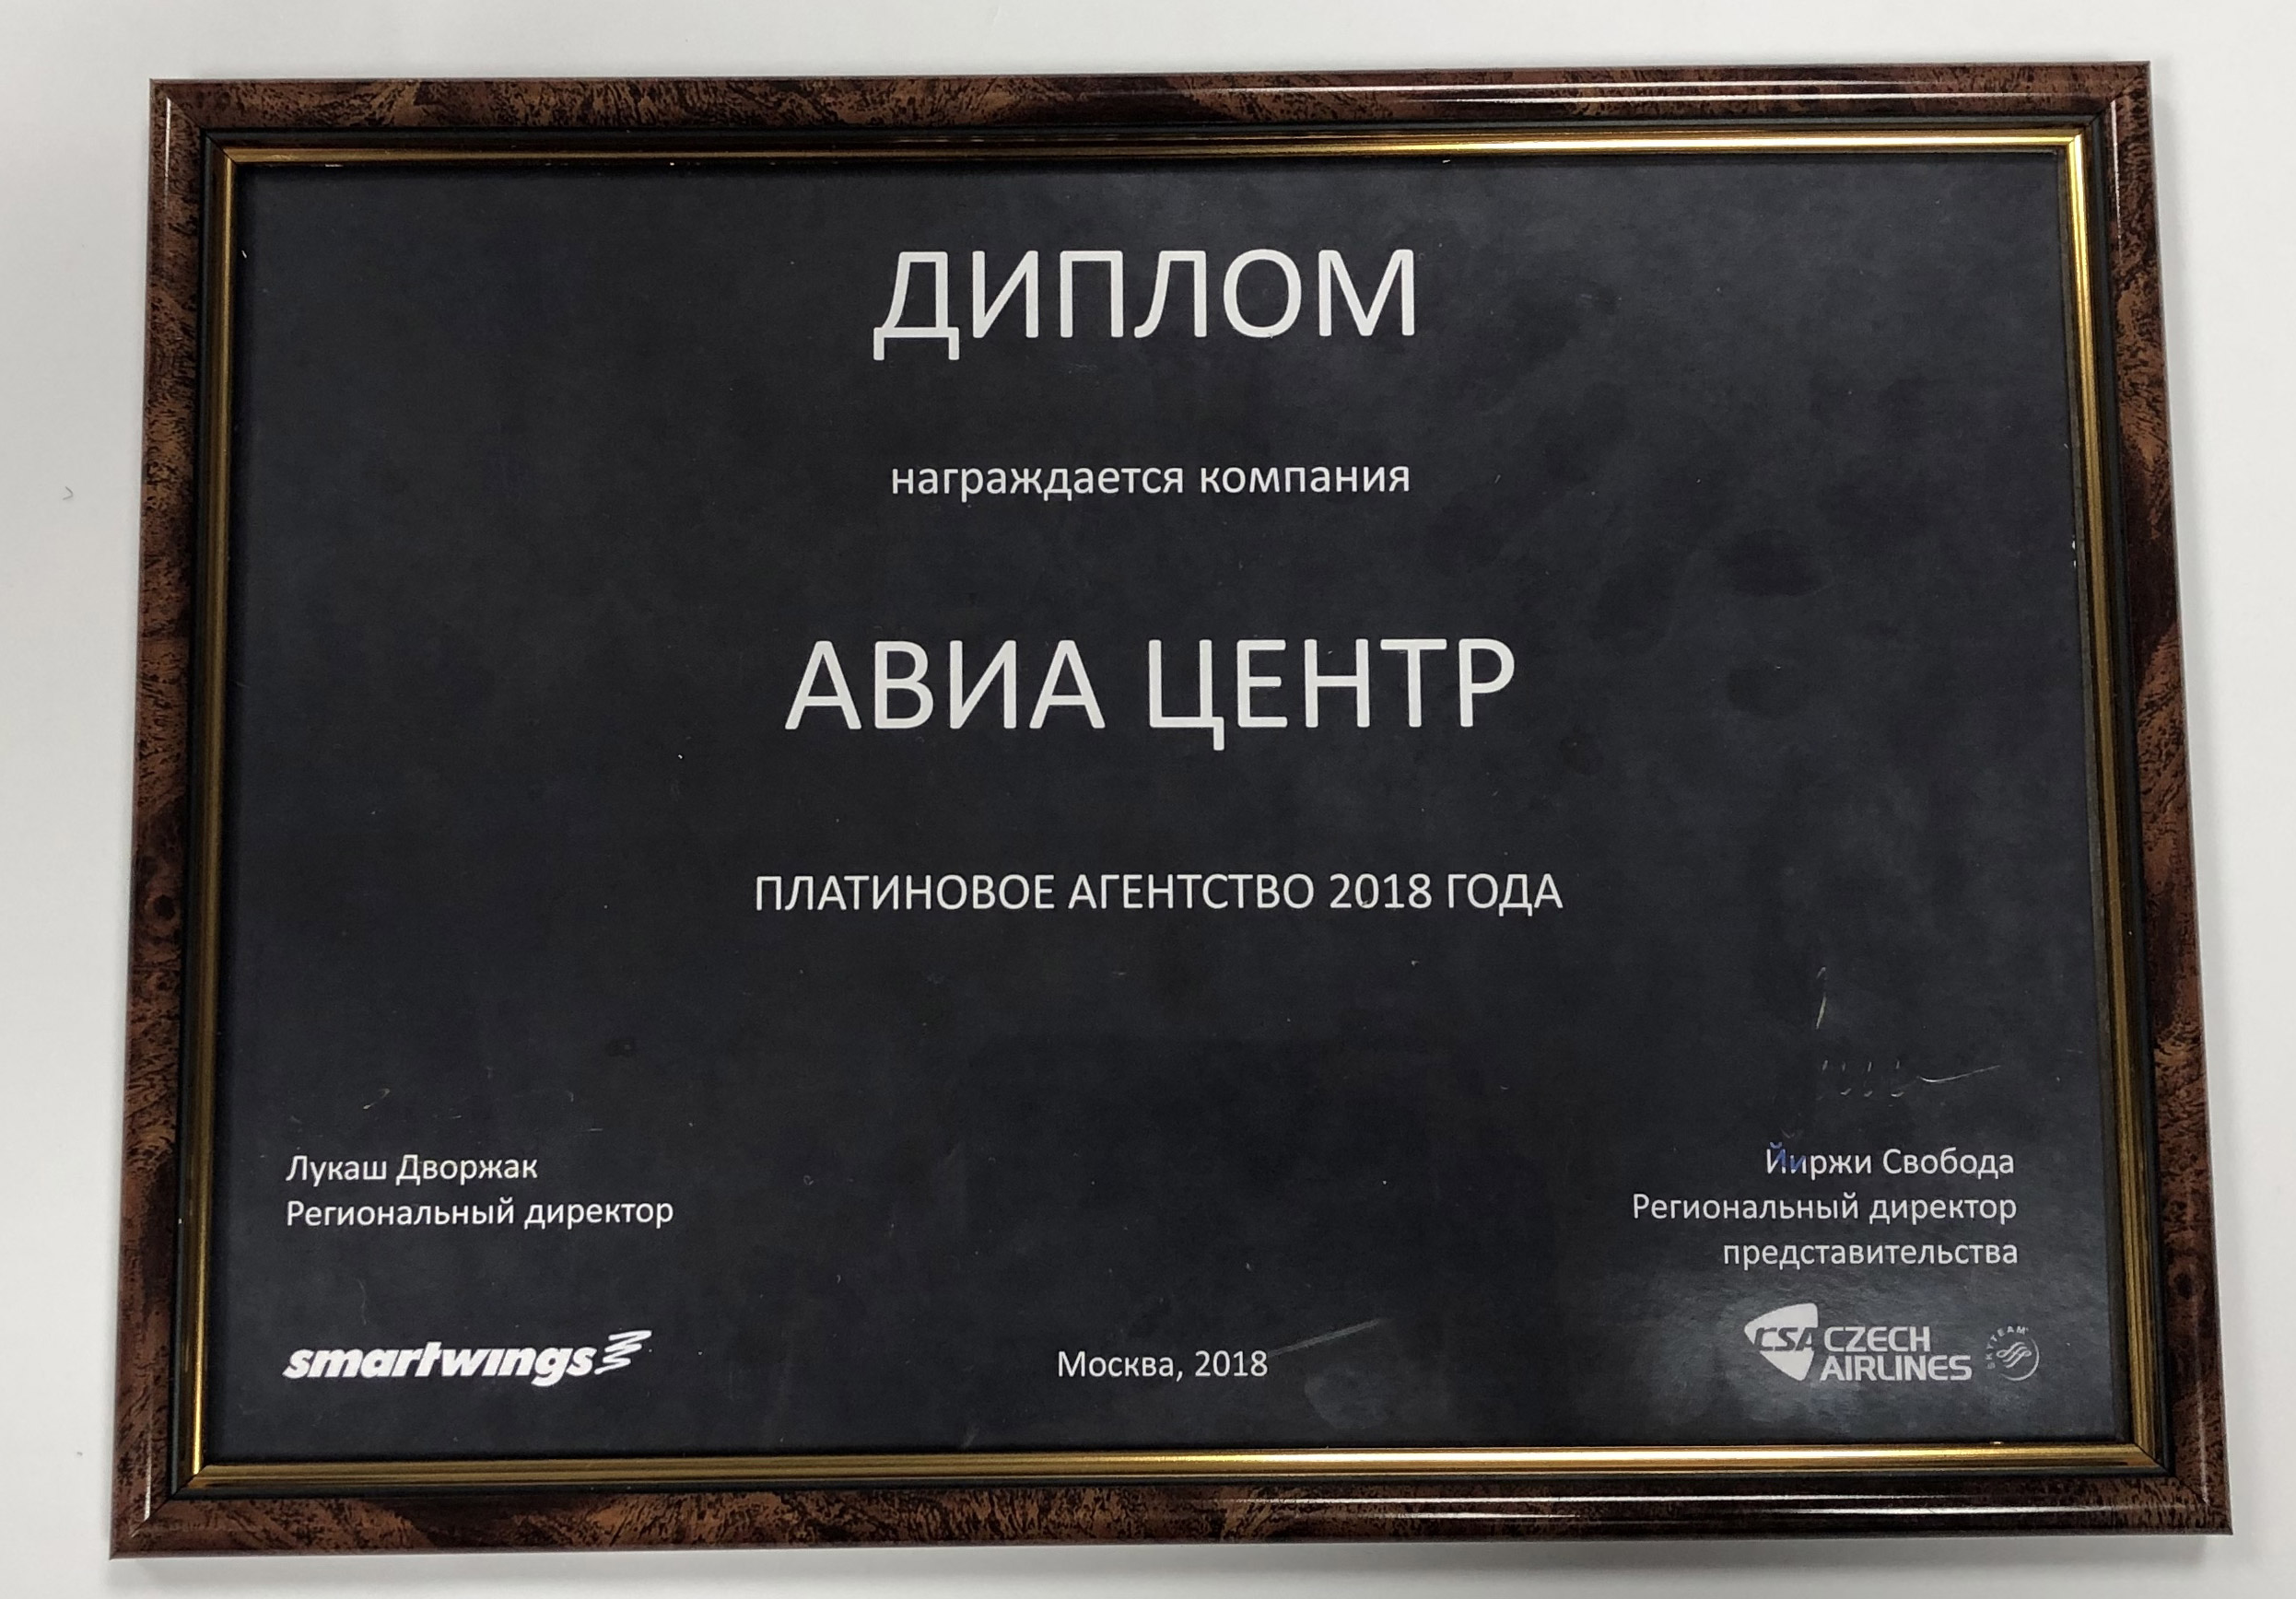 ДИПЛОМ
награждается компания
АВИА ЦЕНТР
ПЛАТИНОВОЕ АГЕНТСТВО 2018 ГОДА
Лукаш Дворжак
Региональный директор
Йиржи Свобода
Региональный директор
представительства
smartwings
Москва, 2018
CSA CZECH
AIRLINES
SKYTEAM